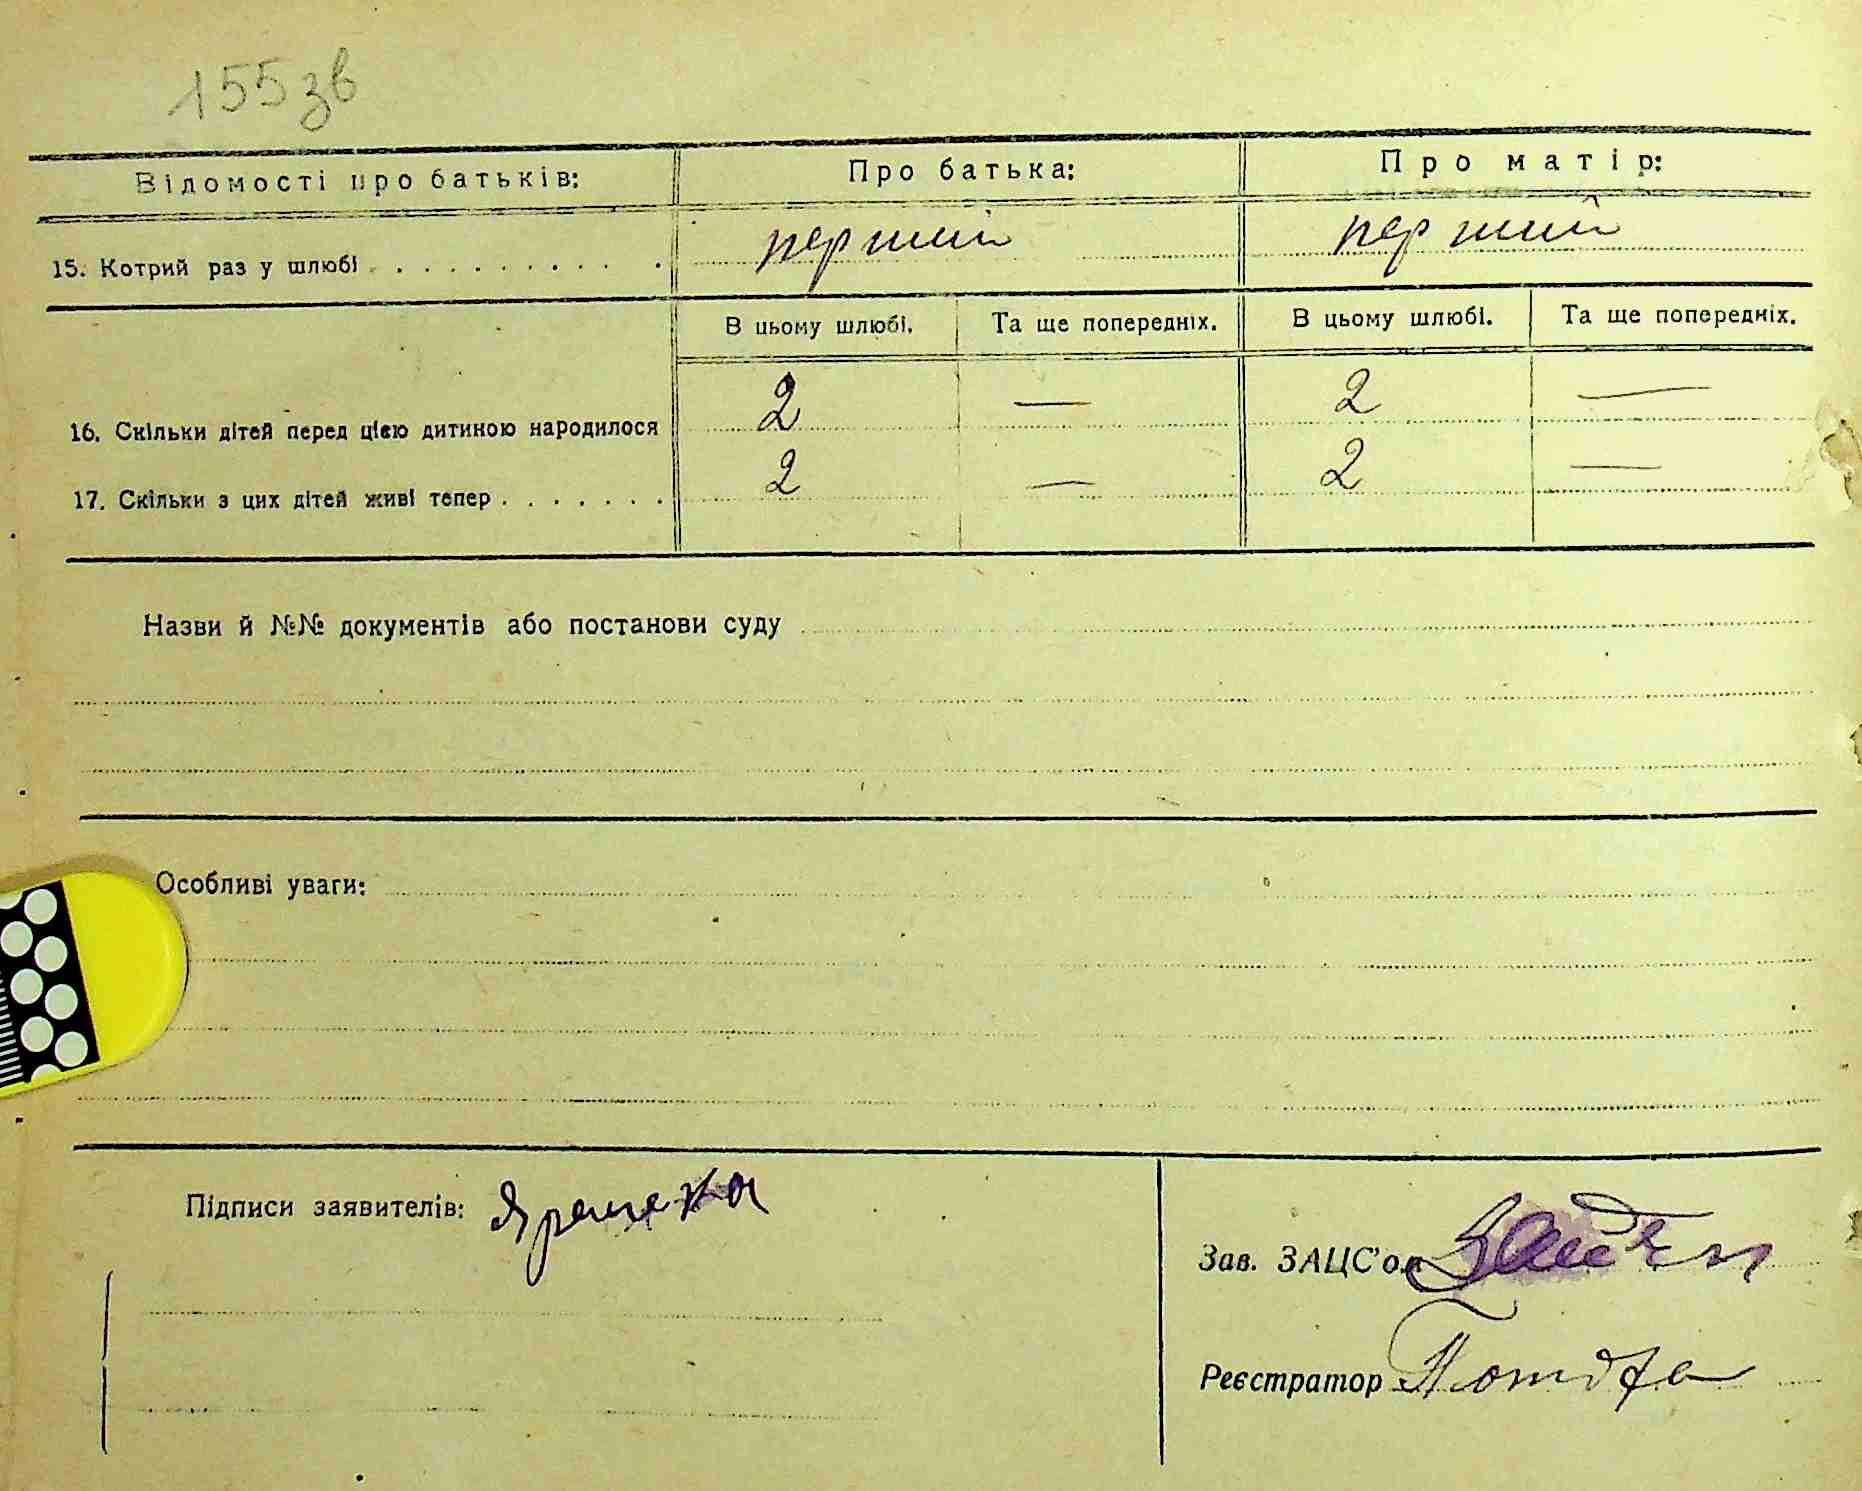 155 зв
Відомості про батьків: Про батька: Про матір:
15. Котрий раз у шлюбі перший перший
В цьому шлюбі. Та ще попередніх. В цьому шлюбі. Та ще попередніх.
16. Скільки дітей перед цією дитиною народилося 2 — 2 —
17. Скільки з цих дітей живі тепер 2 — 2 —
Назви й №№ документів або постанови суду
Особливі уваги:
Підписи заявителів:
Зав. ЗАЦС'ом
Реєстратор